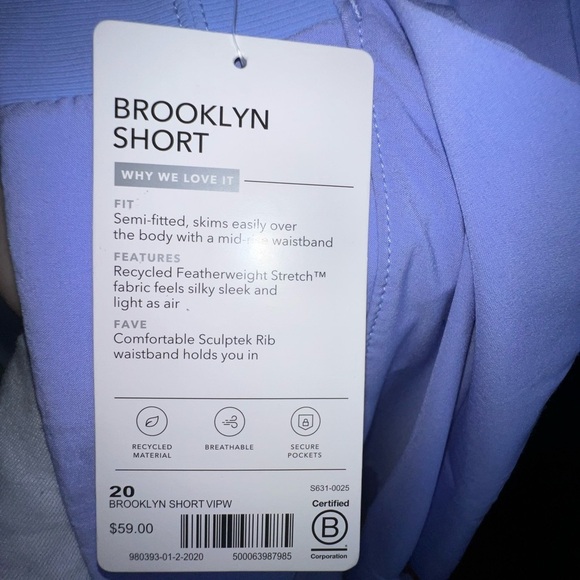 BROOKLYN
SHORT
WHY WE LOVE IT
FIT
Semi-fitted, skims easily over
the body with a mid-rise waistband
FEATURES
Recycled Featherweight Stretch™
fabric feels silky sleek and
light as air
FAVE
Comfortable Sculptek Rib
waistband holds you in
RECYCLED
MATERIAL
BREATHABLE
SECURE
POCKETS
20
S631-0025
BROOKLYN SHORT VIPW
$59.00
Certified
B
Corporation
980393-01-2-2020
500063987985